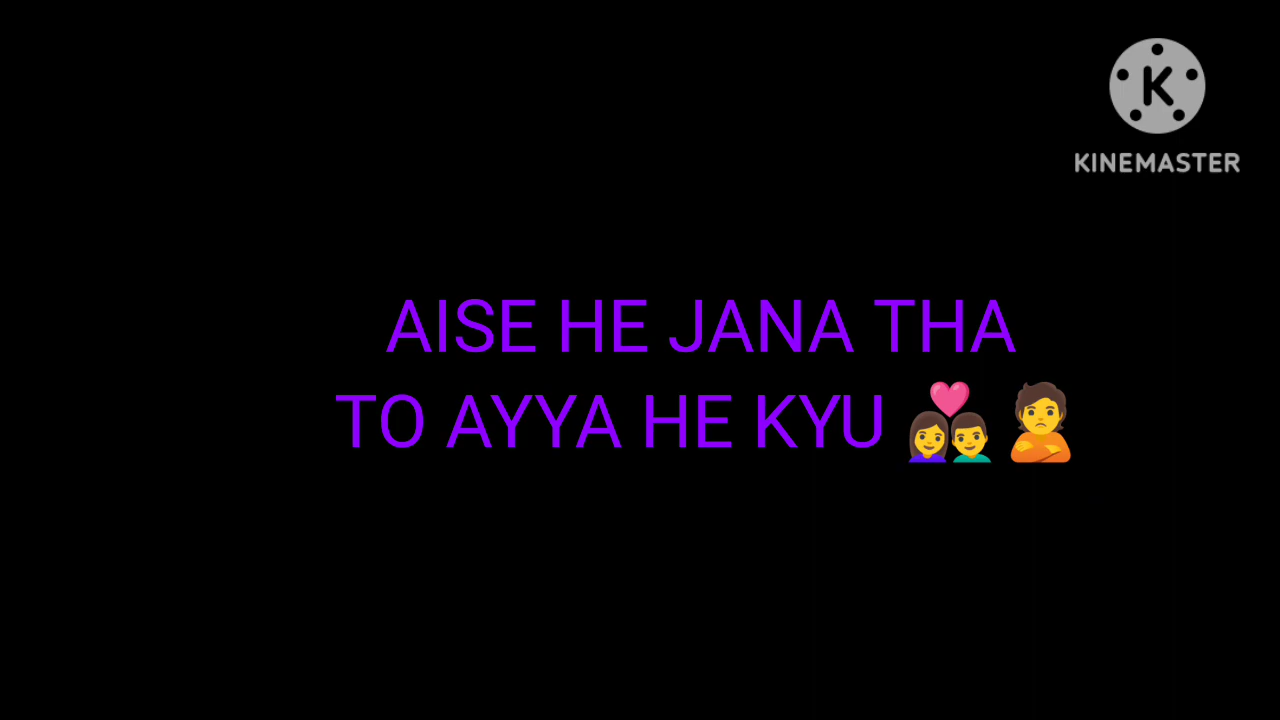 KINEMASTER
AISE HE JANA THA
TO AYYA HE KYU 👩‍❤️‍👨 🙎